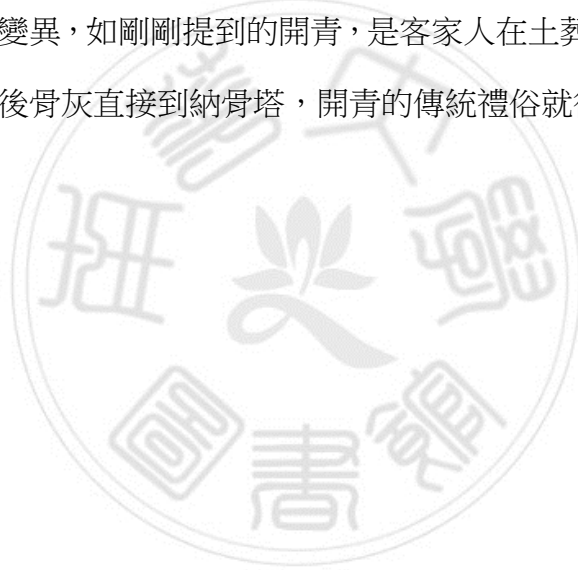 變異，如剛剛提到的開青，是客家人在土葬
後骨灰直接到納骨塔，開青的傳統禮俗就
書